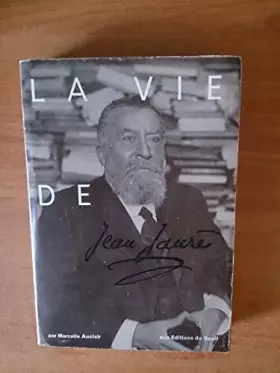 LA VIE
DE
Jean Jaurès
par Marcelle Auclair
aux Éditions du Seuil